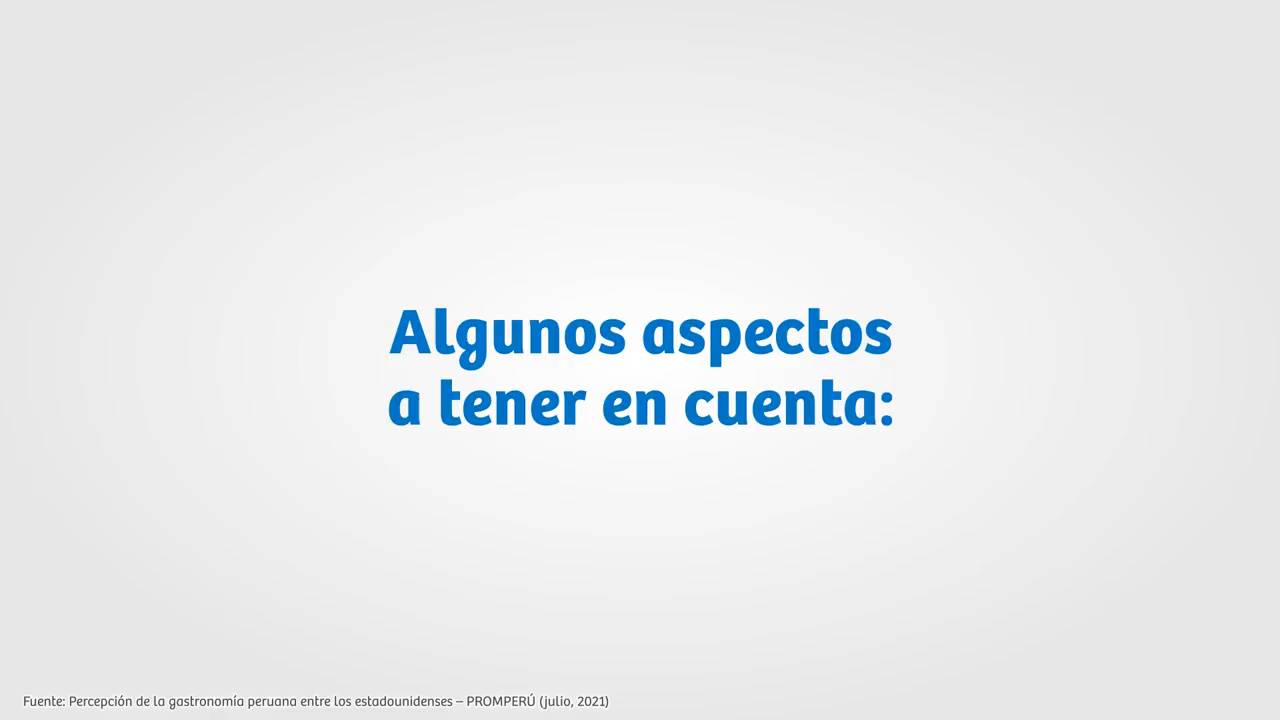 Algunos aspectos
a tener en cuenta:
Fuente: Percepción de la gastronomía peruana entre los estadounidenses – PROMPERÚ (julio, 2021)